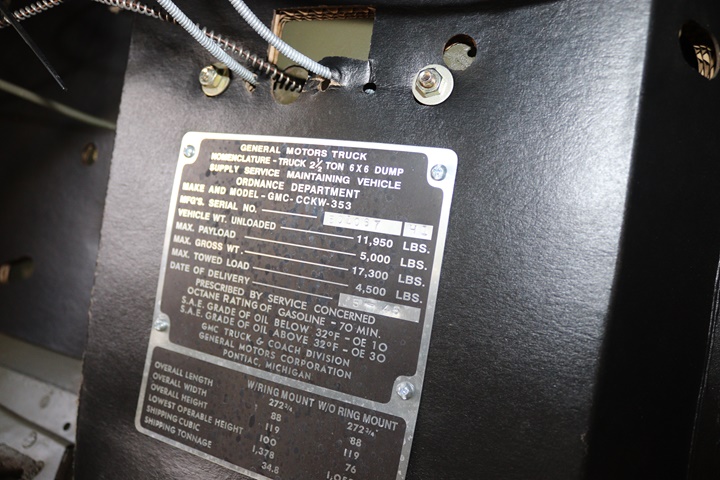 GENERAL MOTORS TRUCK
NOMENCLATURE - TRUCK 2½ TON 6X6 DUMP
SUPPLY SERVICE MAINTAINING VEHICLE
ORDNANCE DEPARTMENT
MAKE AND MODEL - GMC - CCKW - 353
MFG'S. SERIAL NO.
VEHICLE WT. UNLOADED 11,950 LBS.
MAX. PAYLOAD 5,000 LBS.
MAX. GROSS WT. 17,300 LBS.
MAX. TOWED LOAD 4,500 LBS.
DATE OF DELIVERY
PRESCRIBED BY SERVICE CONCERNED
OCTANE RATING OF GASOLINE - 70 MIN.
S.A.E. GRADE OF OIL BELOW 32°F - OE 10
S.A.E. GRADE OF OIL ABOVE 32°F - OE 30
GMC TRUCK & COACH DIVISION
GENERAL MOTORS CORPORATION
PONTIAC, MICHIGAN
W/RING MOUNT W/O RING MOUNT
OVERALL LENGTH 272¾ 272¾"
OVERALL WIDTH 88 88
OVERALL HEIGHT 119 119
LOWEST OPERABLE HEIGHT 100 76
SHIPPING CUBIC 1,378
SHIPPING TONNAGE 34.8